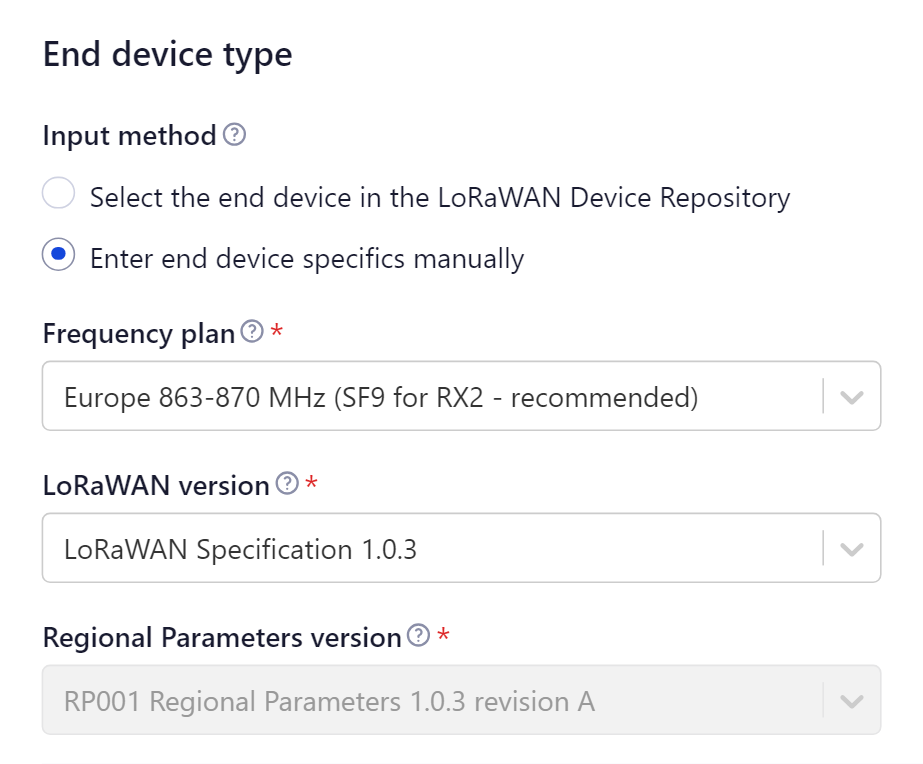 End device type
Input method ?
Select the end device in the LoRaWAN Device Repository
Enter end device specifics manually
Frequency plan ? *
Europe 863-870 MHz (SF9 for RX2 - recommended)
LoRaWAN version ? *
LoRaWAN Specification 1.0.3
Regional Parameters version ? *
RP001 Regional Parameters 1.0.3 revision A